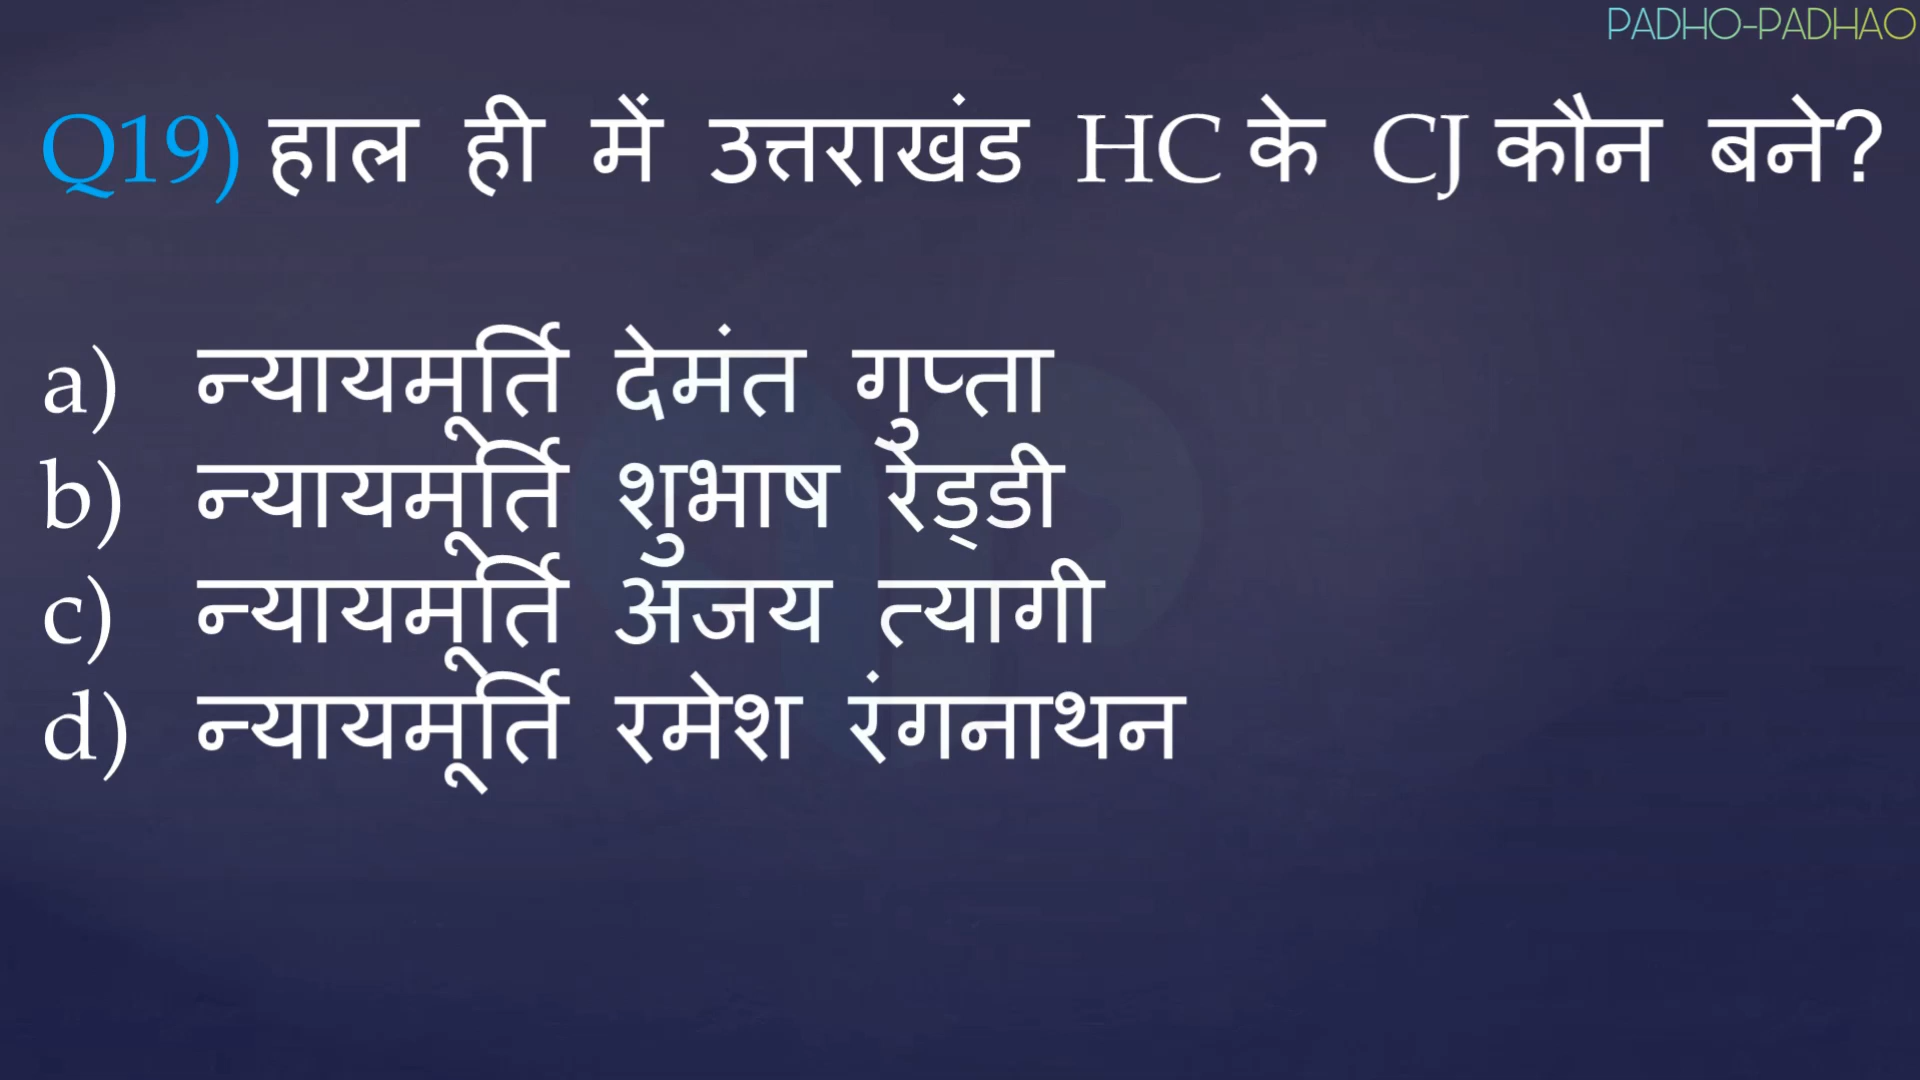 PADHO-PADHAO
Q19) हाल ही में उत्तराखंड HC के CJ कौन बने?
a) न्यायमूर्ति देमंत गुप्ता
b) न्यायमूर्ति शुभाष रेड्डी
c) न्यायमूर्ति अजय त्यागी
d) न्यायमूर्ति रमेश रंगनाथन